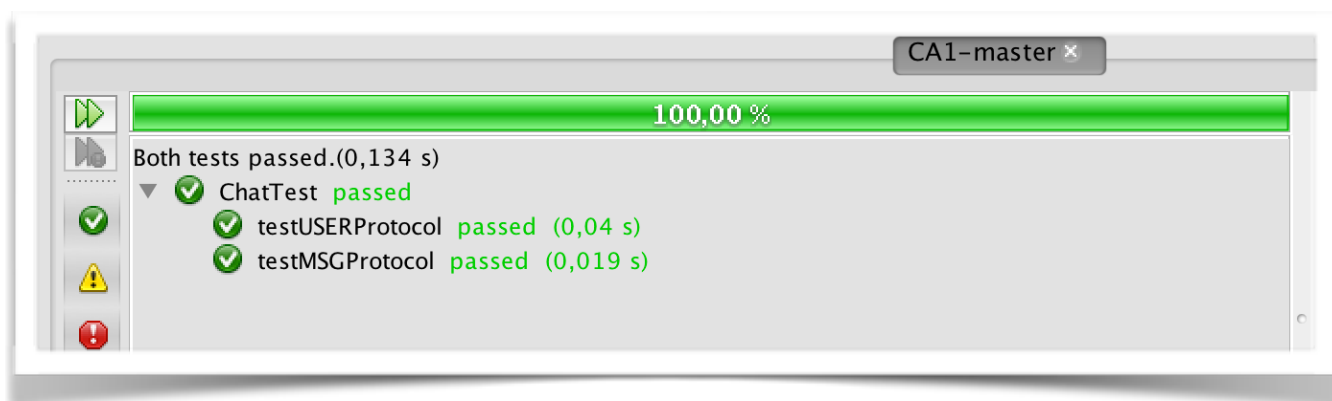 CA1-master
100,00 %
Both tests passed.(0,134 s)
ChatTest passed
testUSERProtocol passed (0,04 s)
testMSGProtocol passed (0,019 s)